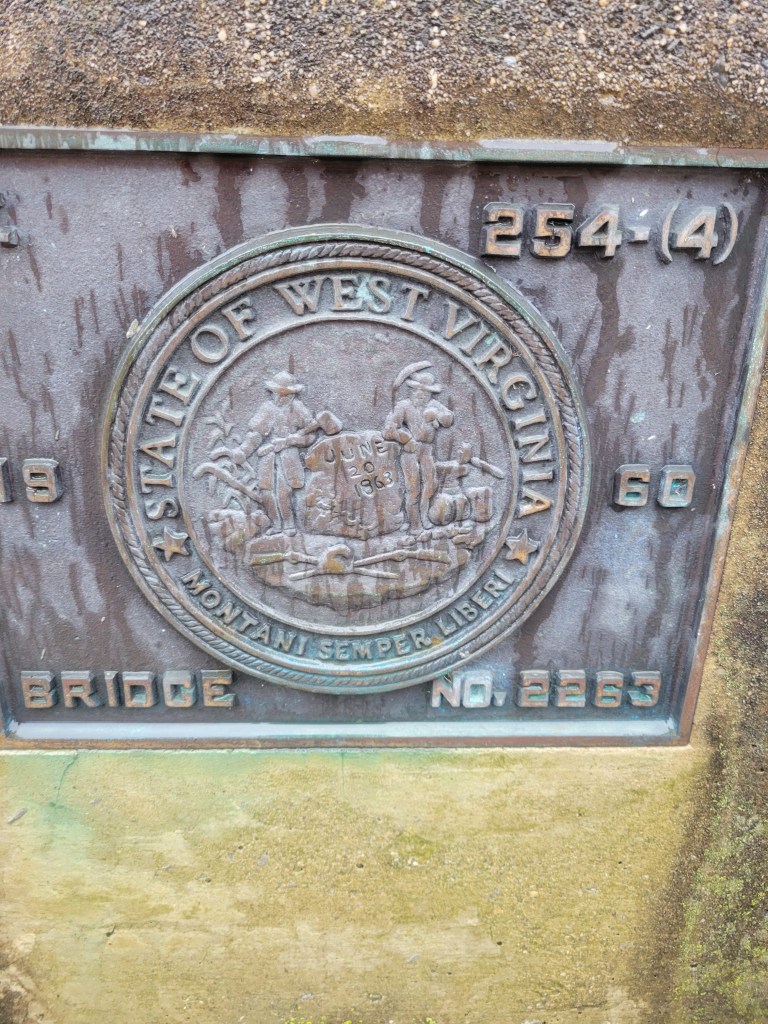 254-(4)
STATE OF WEST VIRGINIA
JUNE
20
1863
19 60
MONTANI SEMPER LIBERI
BRIDGE NO. 2263